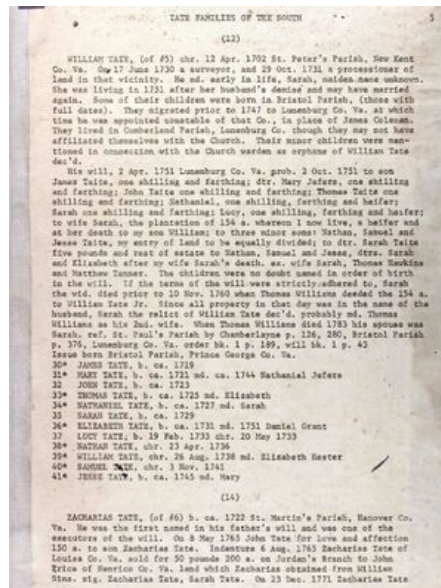 TATE FAMILIES OF THE SOUTH 5
(12)
WILLIAM TATE, (of #5) chr. 12 Apr. 1702 St. Peter's Parish, New Kent
Co. Va. On 17 June 1730 a surveyor, and 29 Oct. 1731 a processioner of
land in that vicinity. He md. early in life, Sarah, maiden name unknown.
She was living in 1751 after her husband's demise and may have married
again. Some of their children were born in Bristol Parish, (those with
full dates). They migrated prior to 1747 to Lunenburg Co. Va. at which
time he was appointed constable of that Co., in place of James Coleman.
They lived in Cumberland Parish, Lunenburg Co. though they may not have
affiliated themselves with the Church. Their minor children were men-
tioned in connection with the Church warden as orphans of William Tate
dec'd.
His will, 2 Apr. 1751 Lunenburg Co. Va. prob. 2 Oct. 1751 to son
James Taite, one shilling and farthing; dtr. Mary Jefers, one shilling
and farthing; John Taite one shilling and farthing; Thomas Taite one
shilling and farthing; Nathaniel, one shilling, farthing and heifer;
Sarah one shilling and farthing; Lucy, one shilling, farthing and heifer;
to wife Sarah, the plantation of 154 a. whereon I now live, a heifer and
at her death to my son William; to three minor sons: Nathan, Samuel and
Jesse Taite, my entry of land to be equally divided; to dtr. Sarah Taite
five pounds and rest of estate to Nathan, Samuel and Jesse, dtrs. Sarah
and Elizabeth after my wife Sarah's death. ex. wife Sarah, Thomas Hawkins
and Matthew Tanner. The children were no doubt named in order of birth
in the will. If the terms of the will were strictly adhered to, Sarah
the wid. died prior to 10 Nov. 1760 when Thomas Williams deeded the 154 a.
to William Tate Jr. Since all property in that day was in the name of the
husband, Sarah the relict of William Tate dec'd. probably md. Thomas
Williams as his 2nd. wife. When Thomas Williams died 1783 his spouse was
Sarah. ref. St. Paul's Parish by Chamberlayne p. 126, 280, Bristol Parish
p. 376, Lunenburg Co. Va. order bk. 1 p. 189, will bk. 1 p. 43
Issue born Bristol Parish, Prince George Co. Va.
30* JAMES TATE, b. ca. 1719
31* MARY TATE, b. ca. 1721 md. ca. 1744 Nathaniel Jefers
32 JOHN TATE, b. ca. 1723
33* THOMAS TATE, b. ca. 1725 md. Elizabeth
34* NATHANIEL TATE, b. ca. 1727 md. Sarah
35 SARAH TATE, b. ca. 1729
36* ELIZABETH TATE, b. ca. 1731 md. 1751 Daniel Grant
37 LUCY TATE, b. 19 Feb. 1733 chr. 20 May 1733
38* NATHAN TATE, chr. 23 Apr. 1736
39* WILLIAM TATE, chr. 26 Aug. 1738 md. Elizabeth Hester
40* SAMUEL TATE, chr. 3 Nov. 1741
41* JESSE TATE, b. ca. 1745 md. Mary
(14)
ZACHARIAS TATE, (of #6) b. ca. 1722 St. Martin's Parish, Hanover Co.
Va. He was the first named in his father's will and was one of the
executors of the will. On 8 May 1765 John Tate for love and affection
150 a. to son Zacharias Tate. Indenture 6 Aug. 1765 Zacharias Tate of
Louisa Co. Va. sold for 50 pounds 200 a. on Jordan's Branch to John
Price of Henrico Co. Va. land which Zacharias obtained from William
Sims. sig. Zacharias Tate, Sarah Tate. On 23 Dec. 1771 Zacharias Tate